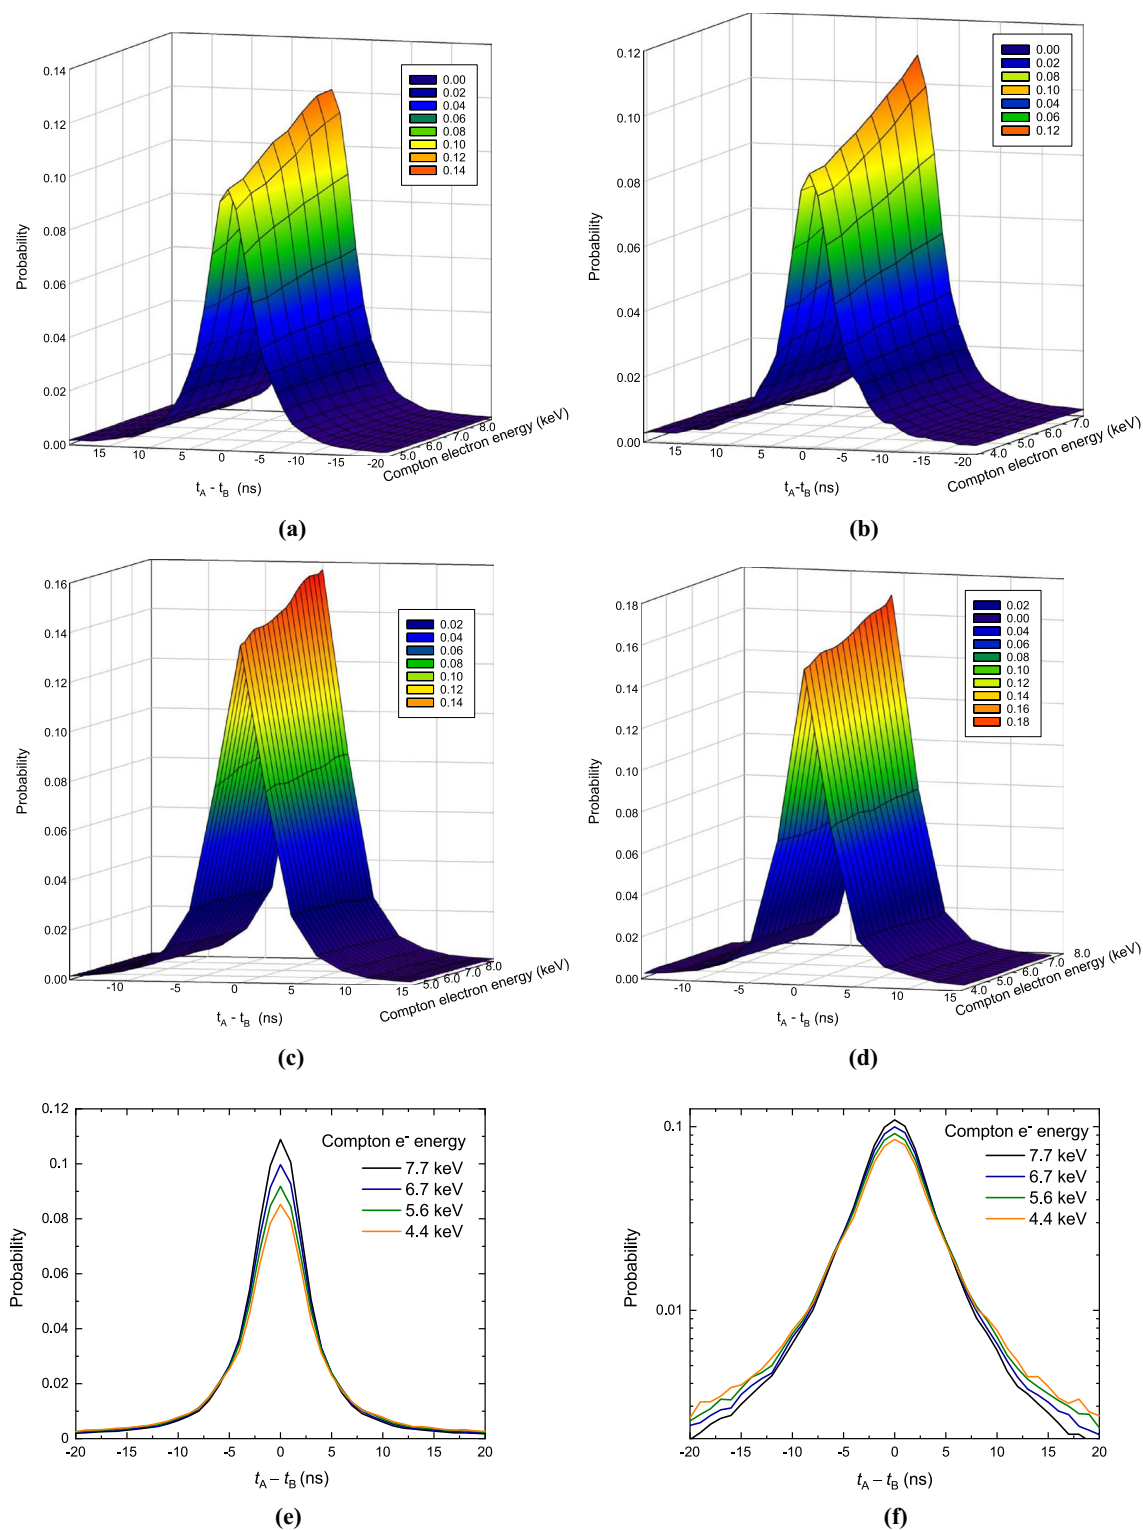 0.14
0.12
0.10
0.08
0.06
0.04
0.02
0.00
Probability
0.00
0.02
0.04
0.06
0.08
0.10
0.12
0.14
15 10 5 0 -5 -10 -15 -20
5.0 6.0 7.0 8.0
t_A - t_B (ns)
Compton electron energy (keV)
(a)
0.12
0.10
0.08
0.06
0.04
0.02
0.00
Probability
0.00
0.02
0.08
0.10
0.04
0.06
0.12
15 10 5 0 -5 -10 -15 -20
4.0 5.0 6.0 7.0
t_A-t_B (ns)
Compton electron energy (keV)
(b)
0.16
0.14
0.12
0.10
0.08
0.06
0.04
0.02
0.00
Probability
0.02
0.04
0.06
0.08
0.10
0.12
0.14
-10 -5 0 5 10 15
5.0 6.0 7.0 8.0
t_A - t_B (ns)
Compton electron energy (keV)
(c)
0.18
0.16
0.14
0.12
0.10
0.08
0.06
0.04
0.02
0.00
Probability
0.02
0.00
0.04
0.06
0.08
0.10
0.12
0.14
0.16
0.18
-10 -5 0 5 10 15
4.0 5.0 6.0 7.0 8.0
t_A - t_B (ns)
Compton electron energy (keV)
(d)
0.12
0.1
0.08
0.06
0.04
0.02
0
Probability
Compton e⁻ energy
7.7 keV
6.7 keV
5.6 keV
4.4 keV
-20 -15 -10 -5 0 5 10 15 20
t_A – t_B (ns)
(e)
0.1
0.01
Probability
Compton e⁻ energy
7.7 keV
6.7 keV
5.6 keV
4.4 keV
-20 -15 -10 -5 0 5 10 15 20
t_A – t_B (ns)
(f)